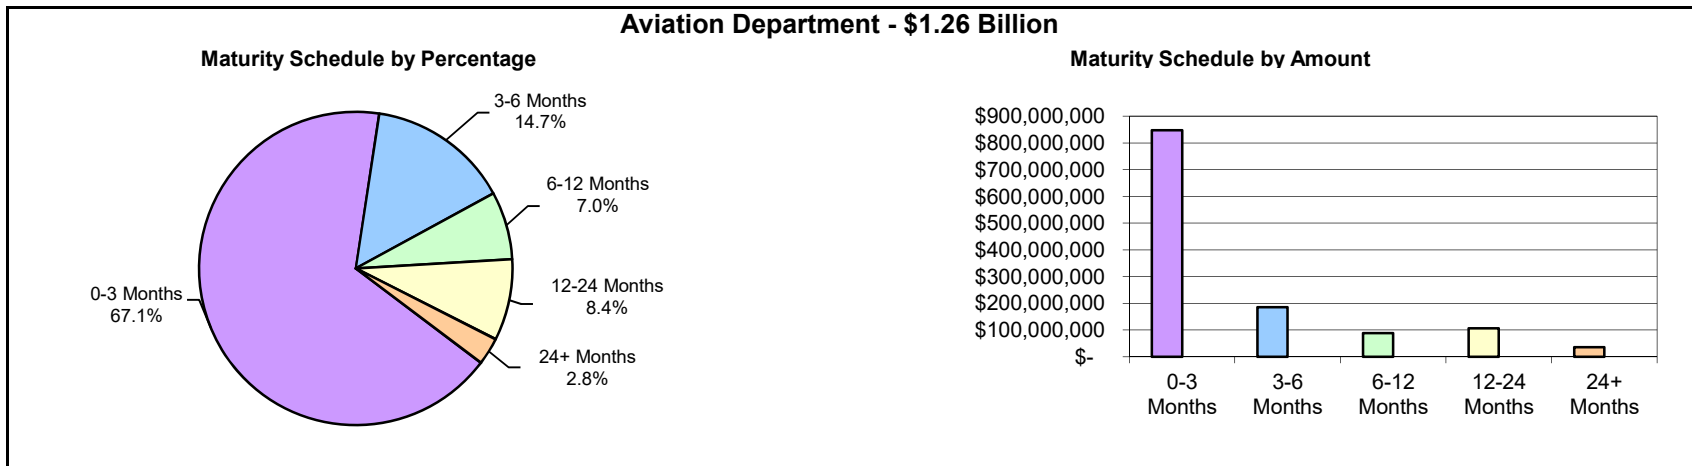 Aviation Department - $1.26 Billion
Maturity Schedule by Percentage
3-6 Months
14.7%
6-12 Months
7.0%
12-24 Months
8.4%
24+ Months
2.8%
0-3 Months
67.1%
Maturity Schedule by Amount
$900,000,000
$800,000,000
$700,000,000
$600,000,000
$500,000,000
$400,000,000
$300,000,000
$200,000,000
$100,000,000
$-
0-3 Months
3-6 Months
6-12 Months
12-24 Months
24+ Months